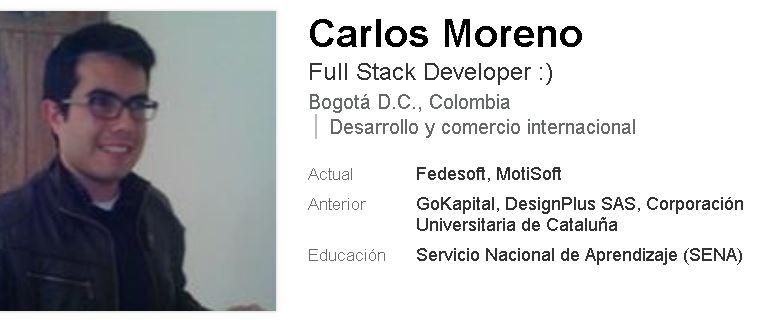 Carlos Moreno
Full Stack Developer :)
Bogotá D.C., Colombia
Desarrollo y comercio internacional
Actual Fedesoft, MotiSoft
Anterior GoKapital, DesignPlus SAS, Corporación
Universitaria de Cataluña
Educación Servicio Nacional de Aprendizaje (SENA)